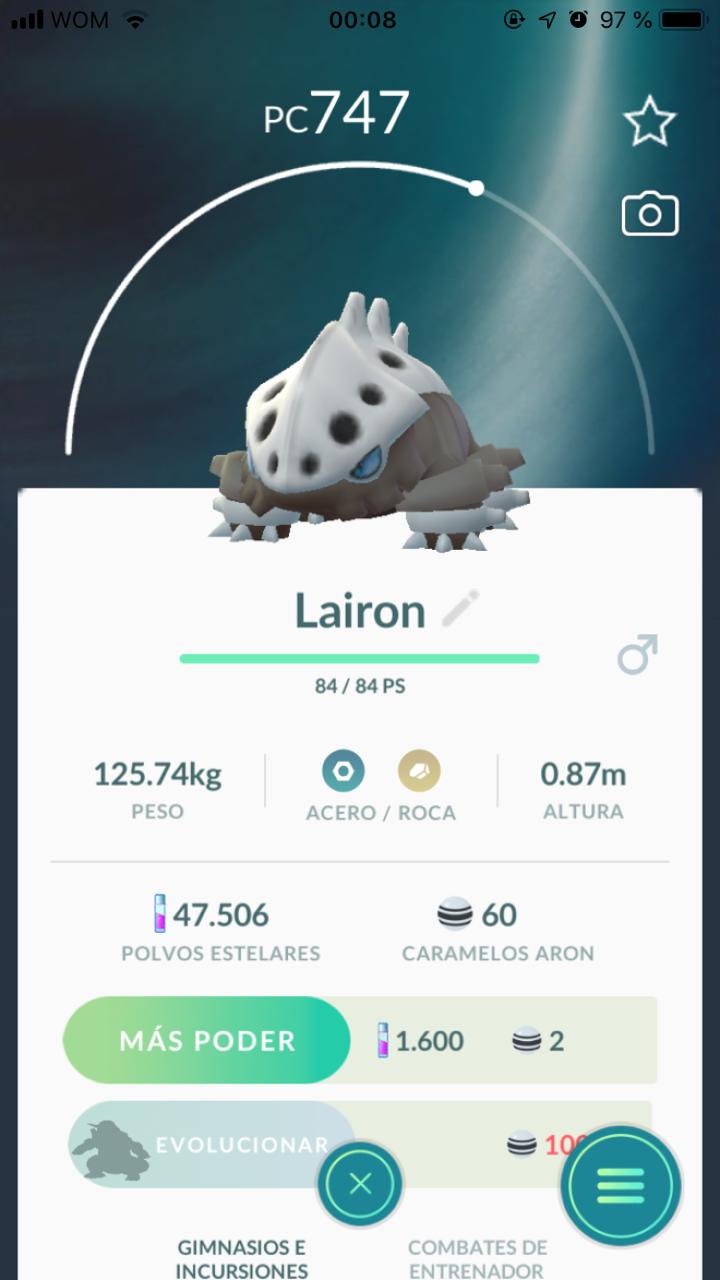 WOM 00:08 97 %
PC747
Lairon
84 / 84 PS
125.74kg
PESO
ACERO / ROCA
0.87m
ALTURA
47.506
POLVOS ESTELARES
60
CARAMELOS ARON
MÁS PODER 1.600 2
EVOLUCIONAR 100
GIMNASIOS E
INCURSIONES
COMBATES DE
ENTRENADOR